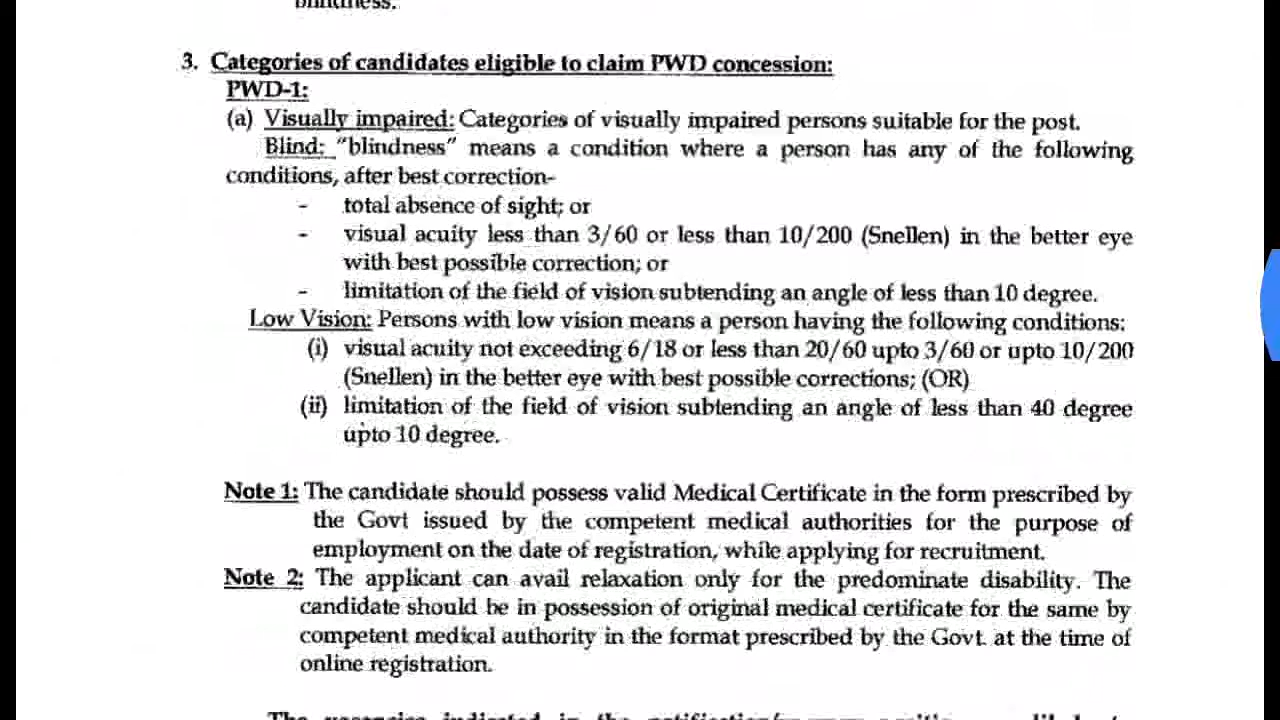 blindness.
3. Categories of candidates eligible to claim PWD concession:
PWD-1:
(a) Visually impaired: Categories of visually impaired persons suitable for the post.
Blind: "blindness" means a condition where a person has any of the following
conditions, after best correction-
- total absence of sight; or
- visual acuity less than 3/60 or less than 10/200 (Snellen) in the better eye
with best possible correction; or
- limitation of the field of vision subtending an angle of less than 10 degree.
Low Vision: Persons with low vision means a person having the following conditions:
(i) visual acuity not exceeding 6/18 or less than 20/60 upto 3/60 or upto 10/200
(Snellen) in the better eye with best possible corrections; (OR)
(ii) limitation of the field of vision subtending an angle of less than 40 degree
upto 10 degree.
Note 1: The candidate should possess valid Medical Certificate in the form prescribed by
the Govt issued by the competent medical authorities for the purpose of
employment on the date of registration, while applying for recruitment.
Note 2: The applicant can avail relaxation only for the predominate disability. The
candidate should be in possession of original medical certificate for the same by
competent medical authority in the format prescribed by the Govt. at the time of
online registration.
The vacancies indicated in the